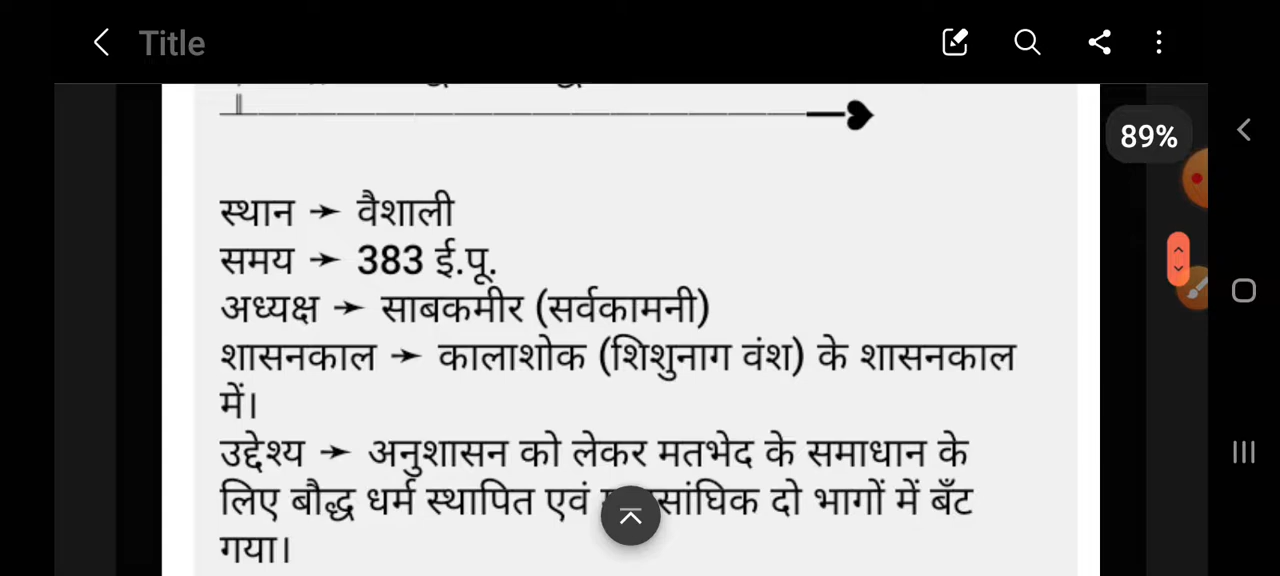 Title
89%
स्थान ➛ वैशाली
समय ➛ 383 ई.पू.
अध्यक्ष ➛ साबकमीर (सर्वकामनी)
शासनकाल ➛ कालाशोक (शिशुनाग वंश) के शासनकाल
में।
उद्देश्य ➛ अनुशासन को लेकर मतभेद के समाधान के
लिए बौद्ध धर्म स्थापित एवं दो भागों में बँट
गया।